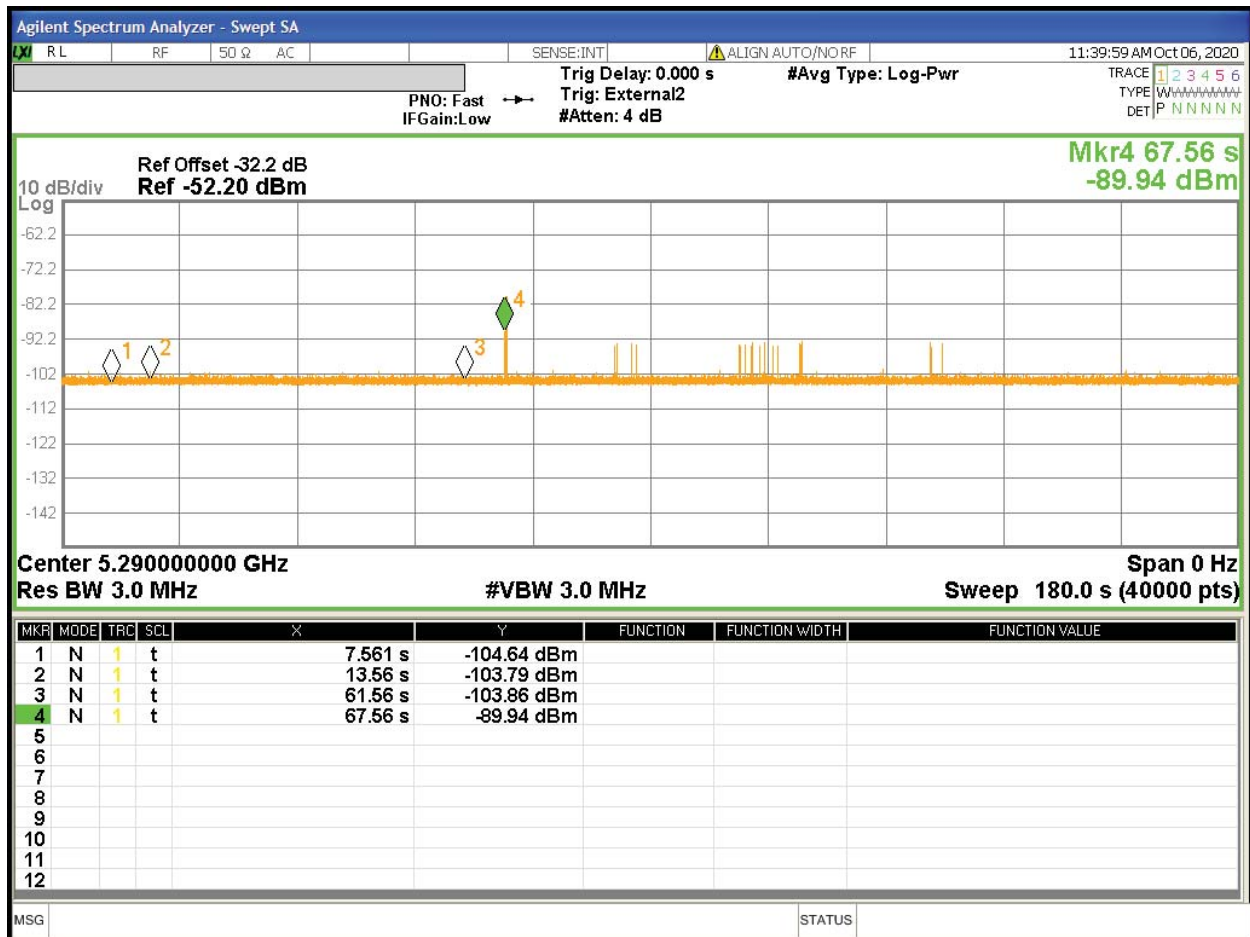 Agilent Spectrum Analyzer - Swept SA
LXI RL RF 50 Ω AC SENSE:INT ALIGN AUTO/NO RF 11:39:59 AM Oct 06, 2020
Trig Delay: 0.000 s #Avg Type: Log-Pwr TRACE 1 2 3 4 5 6
PNO: Fast Trig: External2 TYPE W
IFGain:Low #Atten: 4 dB DET P N N N N N
Mkr4 67.56 s
-89.94 dBm
Ref Offset -32.2 dB
10 dB/div Ref -52.20 dBm
Log
-62.2
-72.2
-82.2
4
-92.2
1 2 3
-102
-112
-122
-132
-142
Center 5.290000000 GHz Span 0 Hz
Res BW 3.0 MHz #VBW 3.0 MHz Sweep 180.0 s (40000 pts)
MKR MODE TRC SCL X Y FUNCTION FUNCTION WIDTH FUNCTION VALUE
1 N 1 t 7.561 s -104.64 dBm
2 N 1 t 13.56 s -103.79 dBm
3 N 1 t 61.56 s -103.86 dBm
4 N 1 t 67.56 s -89.94 dBm
5
6
7
8
9
10
11
12
MSG STATUS